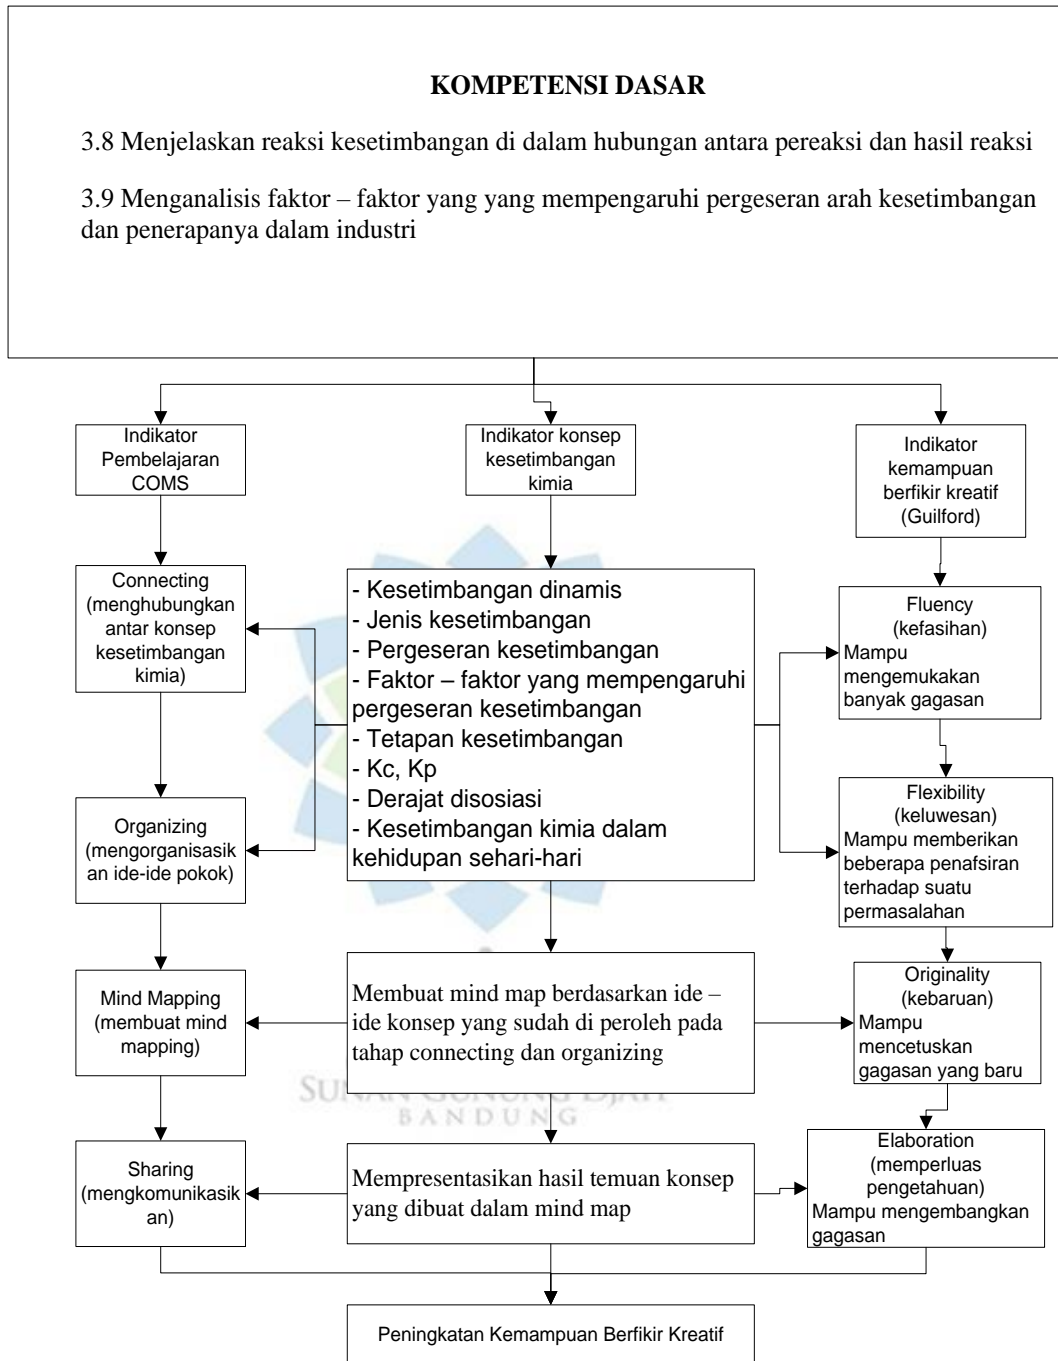 KOMPETENSI DASAR
3.8 Menjelaskan reaksi kesetimbangan di dalam hubungan antara pereaksi dan hasil reaksi
3.9 Menganalisis faktor – faktor yang yang mempengaruhi pergeseran arah kesetimbangan
dan penerapanya dalam industri
Indikator
Pembelajaran
COMS
Indikator konsep
kesetimbangan
kimia
Indikator
kemampuan
berfikir kreatif
(Guilford)
Connecting
(menghubungkan
antar konsep
kesetimbangan
kimia)
- Kesetimbangan dinamis
- Jenis kesetimbangan
- Pergeseran kesetimbangan
- Faktor – faktor yang mempengaruhi
pergeseran kesetimbangan
- Tetapan kesetimbangan
- Kc, Kp
- Derajat disosiasi
- Kesetimbangan kimia dalam
kehidupan sehari-hari
Fluency
(kefasihan)
Mampu
mengemukakan
banyak gagasan
Organizing
(mengorganisasik
an ide-ide pokok)
Flexibility
(keluwesan)
Mampu memberikan
beberapa penafsiran
terhadap suatu
permasalahan
Mind Mapping
(membuat mind
mapping)
Membuat mind map berdasarkan ide –
ide konsep yang sudah di peroleh pada
tahap connecting dan organizing
Originality
(kebaruan)
Mampu
mencetuskan
gagasan yang baru
SUNAN GUNUNG DJATI
BANDUNG
Sharing
(mengkomunikasik
an)
Mempresentasikan hasil temuan konsep
yang dibuat dalam mind map
Elaboration
(memperluas
pengetahuan)
Mampu mengembangkan
gagasan
Peningkatan Kemampuan Berfikir Kreatif